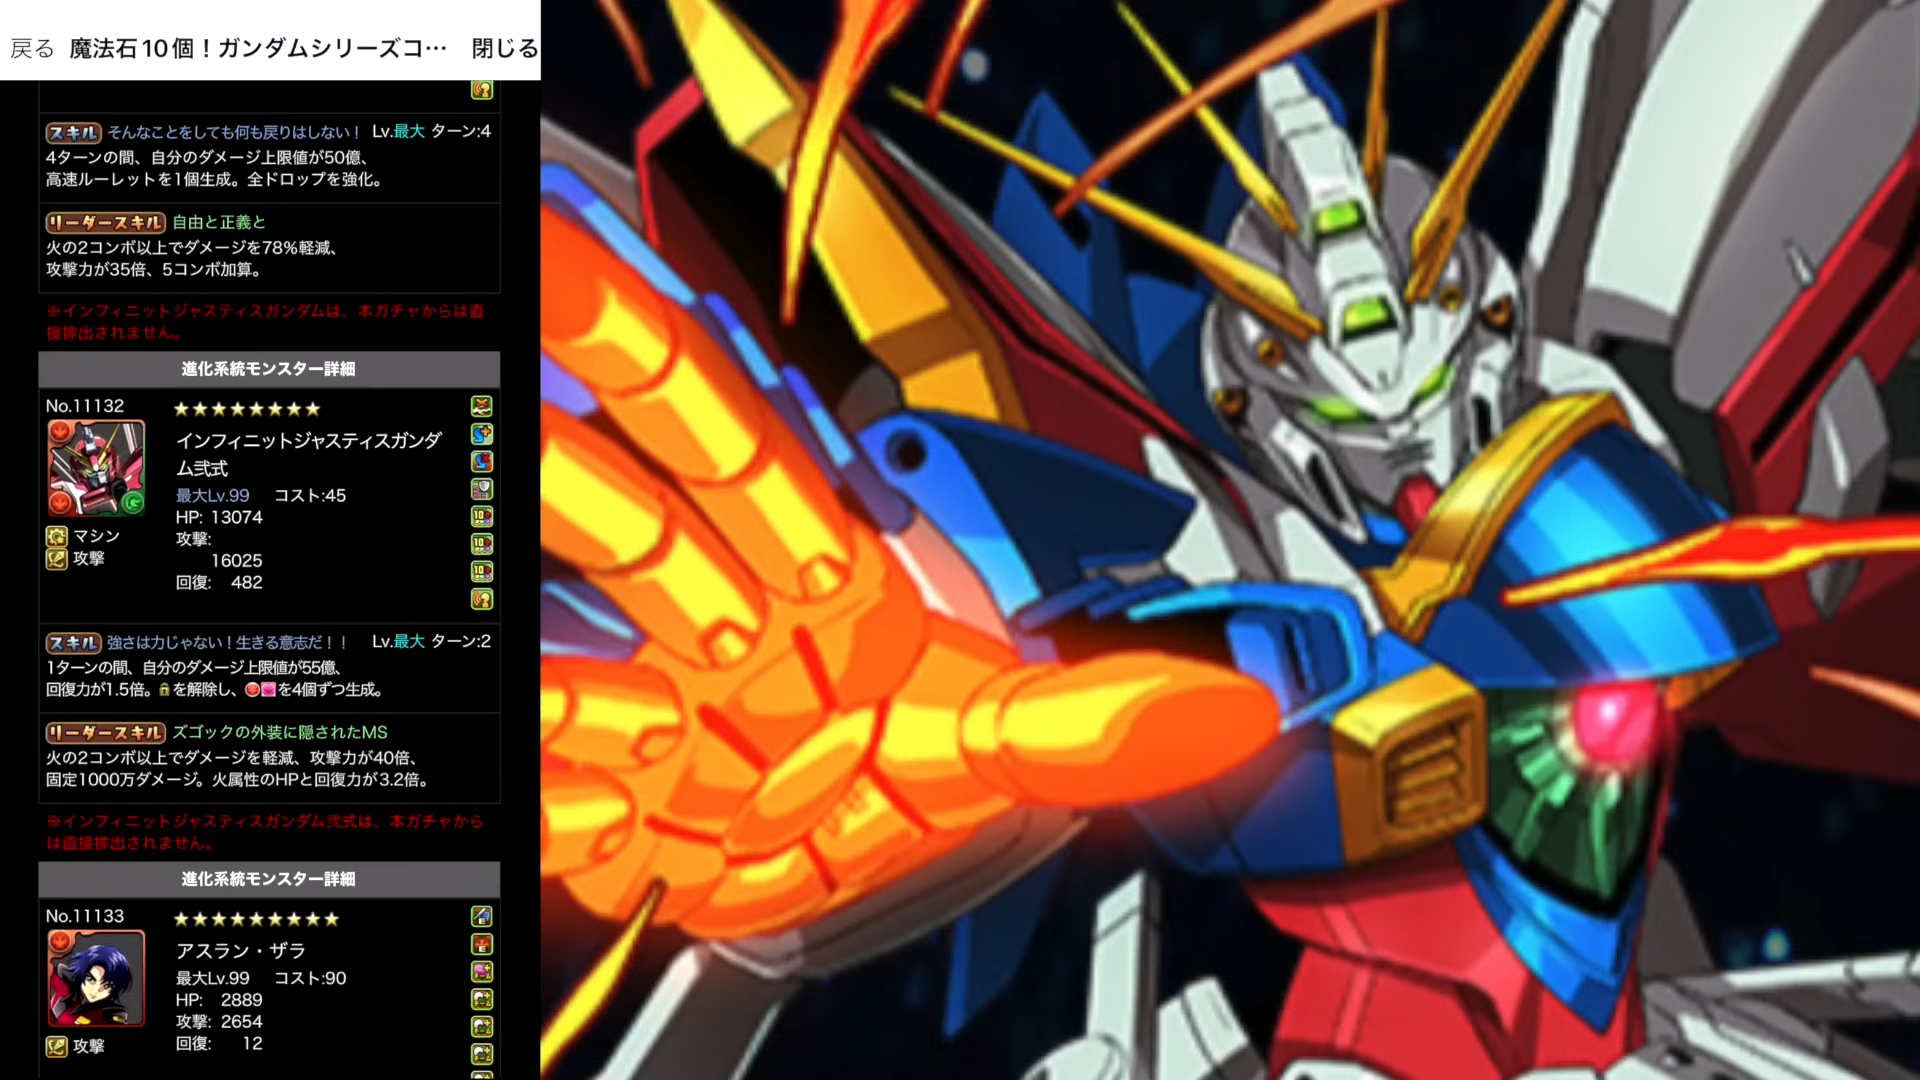 戻る 魔法石10個！ガンダムシリーズコ… 閉じる
スキル そんなことをしても何も戻りはしない！ Lv.最大 ターン:4
4ターンの間、自分のダメージ上限値が50億、
高速ルーレットを1個生成。全ドロップを強化。
リーダースキル 自由と正義と
火の2コンボ以上でダメージを78%軽減、
攻撃力が35倍、5コンボ加算。
※インフィニットジャスティスガンダムは、本ガチャからは直
接排出されません。
進化系統モンスター詳細
No.11132 ★★★★★★★★
インフィニットジャスティスガンダ
ム弐式
最大Lv.99 コスト:45
HP: 13074
攻撃:
16025
回復: 482
マシン
攻撃
スキル 強さは力じゃない！生きる意志だ！！ Lv.最大 ターン:2
1ターンの間、自分のダメージ上限値が55億、
回復力が1.5倍。を解除し、を4個ずつ生成。
リーダースキル ズゴックの外装に隠されたMS
火の2コンボ以上でダメージを軽減、攻撃力が40倍、
固定1000万ダメージ。火属性のHPと回復力が3.2倍。
※インフィニットジャスティスガンダム弐式は、本ガチャから
は直接排出されません。
進化系統モンスター詳細
No.11133 ★★★★★★★★★
アスラン・ザラ
最大Lv.99 コスト:90
HP: 2889
攻撃: 2654
回復: 12
攻撃